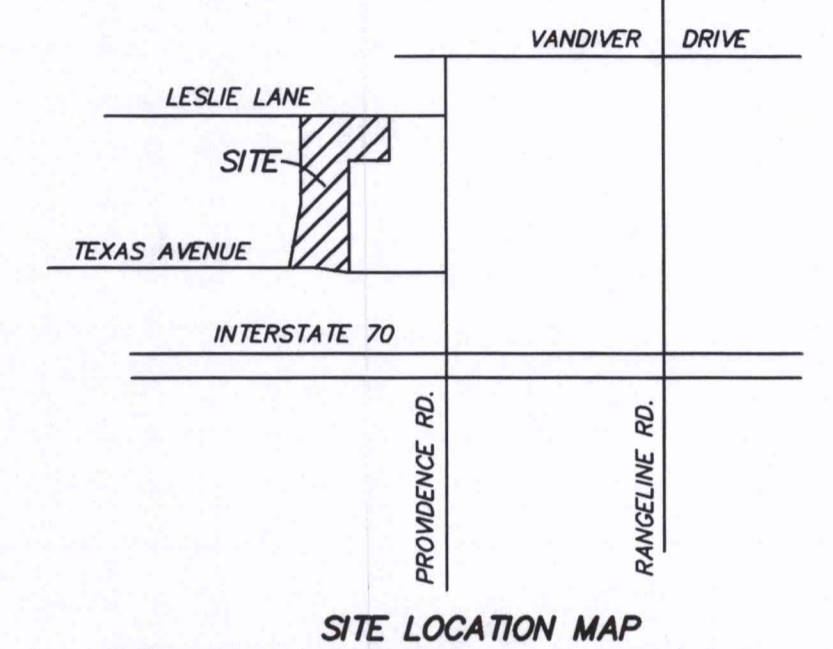 VANDIVER DRIVE
LESLIE LANE
SITE
TEXAS AVENUE
INTERSTATE 70
PROVIDENCE RD.
RANGELINE RD.
SITE LOCATION MAP